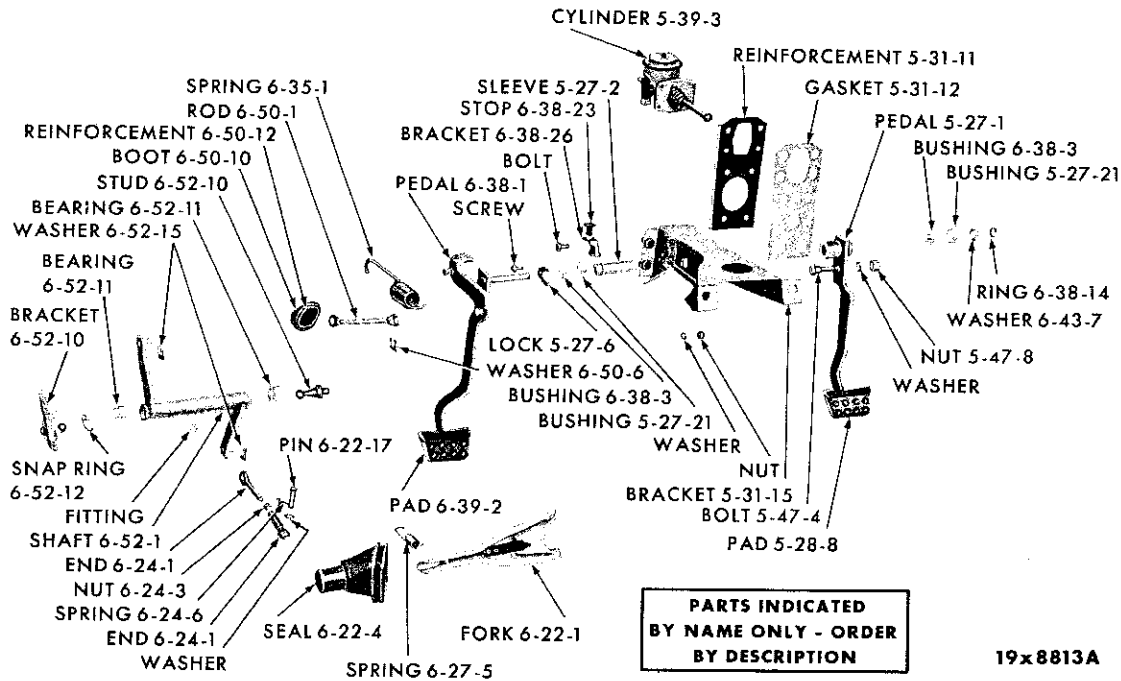 CYLINDER 5-39-3
REINFORCEMENT 5-31-11
GASKET 5-31-12
PEDAL 5-27-1
BUSHING 6-38-3
BUSHING 5-27-21
SPRING 6-35-1
ROD 6-50-1
REINFORCEMENT 6-50-12
BOOT 6-50-10
STUD 6-52-10
BEARING 6-52-11
WASHER 6-52-15
BEARING
6-52-11
BRACKET
6-52-10
SLEEVE 5-27-2
STOP 6-38-23
BRACKET 6-38-26
BOLT
PEDAL 6-38-1
SCREW
RING 6-38-14
WASHER 6-43-7
NUT 5-47-8
WASHER
LOCK 5-27-6
WASHER 6-50-6
BUSHING 6-38-3
BUSHING 5-27-21
WASHER
NUT
BRACKET 5-31-15
BOLT 5-47-4
PAD 5-28-8
SNAP RING
6-52-12
FITTING
SHAFT 6-52-1
END 6-24-1
NUT 6-24-3
SPRING 6-24-6
END 6-24-1
WASHER
PIN 6-22-17
PAD 6-39-2
SEAL 6-22-4
SPRING 6-27-5
FORK 6-22-1
PARTS INDICATED
BY NAME ONLY - ORDER
BY DESCRIPTION
19x8813A